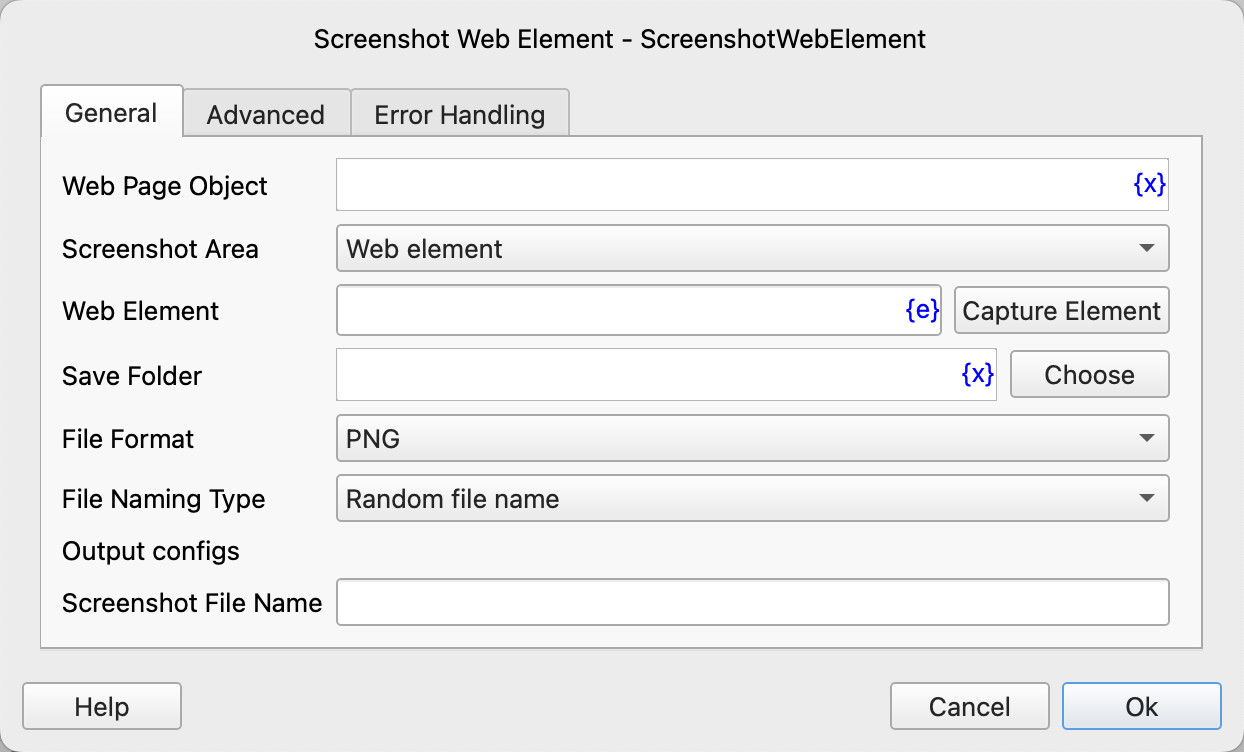 Screenshot Web Element - ScreenshotWebElement
General Advanced Error Handling
Web Page Object {x}
Screenshot Area Web element
Web Element {e} Capture Element
Save Folder {x} Choose
File Format PNG
File Naming Type Random file name
Output configs
Screenshot File Name
Help Cancel Ok